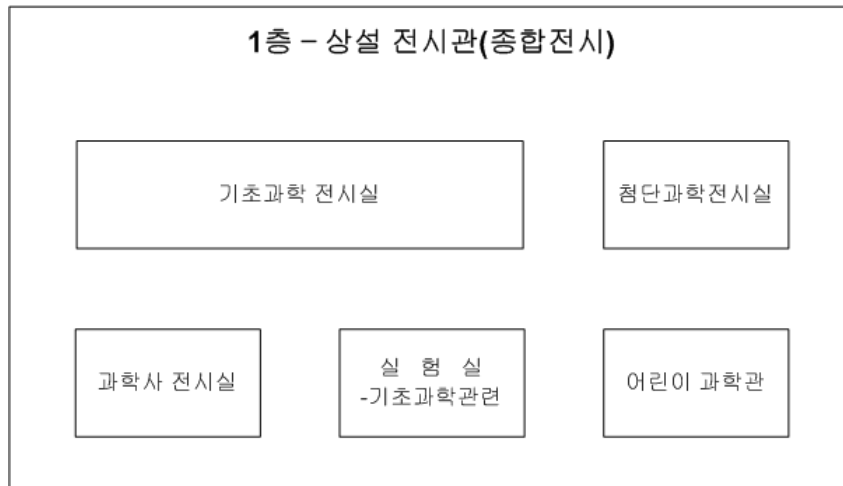 1층 – 상설 전시관(종합전시)
기초과학 전시실
첨단과학전시실
과학사 전시실
실 험 실
-기초과학관련
어린이 과학관